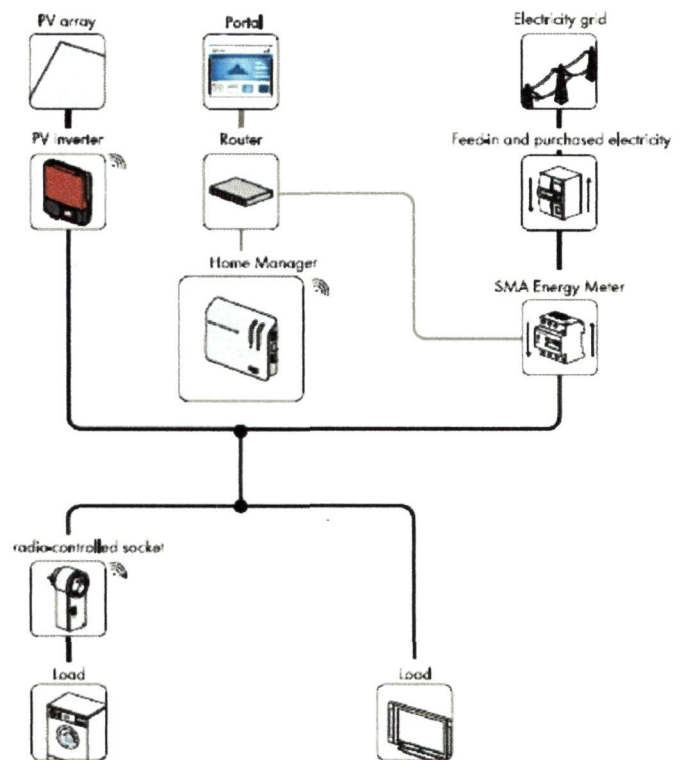 PV array
Portal
Electricity grid
PV inverter
Router
Feed-in and purchased electricity
Home Manager
SMA Energy Meter
radio-controlled socket
Load
Load